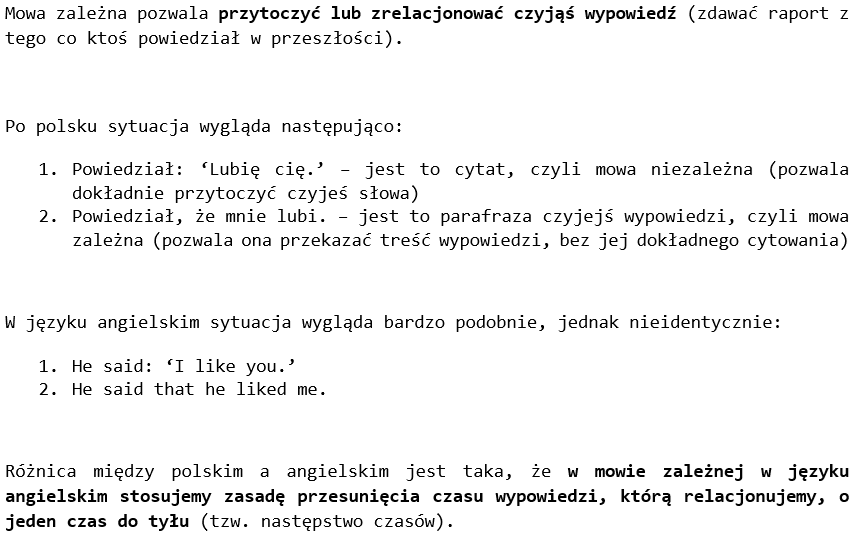 Mowa zależna pozwala przytoczyć lub zrelacjonować czyjąś wypowiedź (zdawać raport z
tego co ktoś powiedział w przeszłości).
Po polsku sytuacja wygląda następująco:
1. Powiedział: ‘Lubię cię.’ – jest to cytat, czyli mowa niezależna (pozwala
dokładnie przytoczyć czyjeś słowa)
2. Powiedział, że mnie lubi. – jest to parafraza czyjejś wypowiedzi, czyli mowa
zależna (pozwala ona przekazać treść wypowiedzi, bez jej dokładnego cytowania)
W języku angielskim sytuacja wygląda bardzo podobnie, jednak nieidentycznie:
1. He said: ‘I like you.’
2. He said that he liked me.
Różnica między polskim a angielskim jest taka, że w mowie zależnej w języku
angielskim stosujemy zasadę przesunięcia czasu wypowiedzi, którą relacjonujemy, o
jeden czas do tyłu (tzw. następstwo czasów).